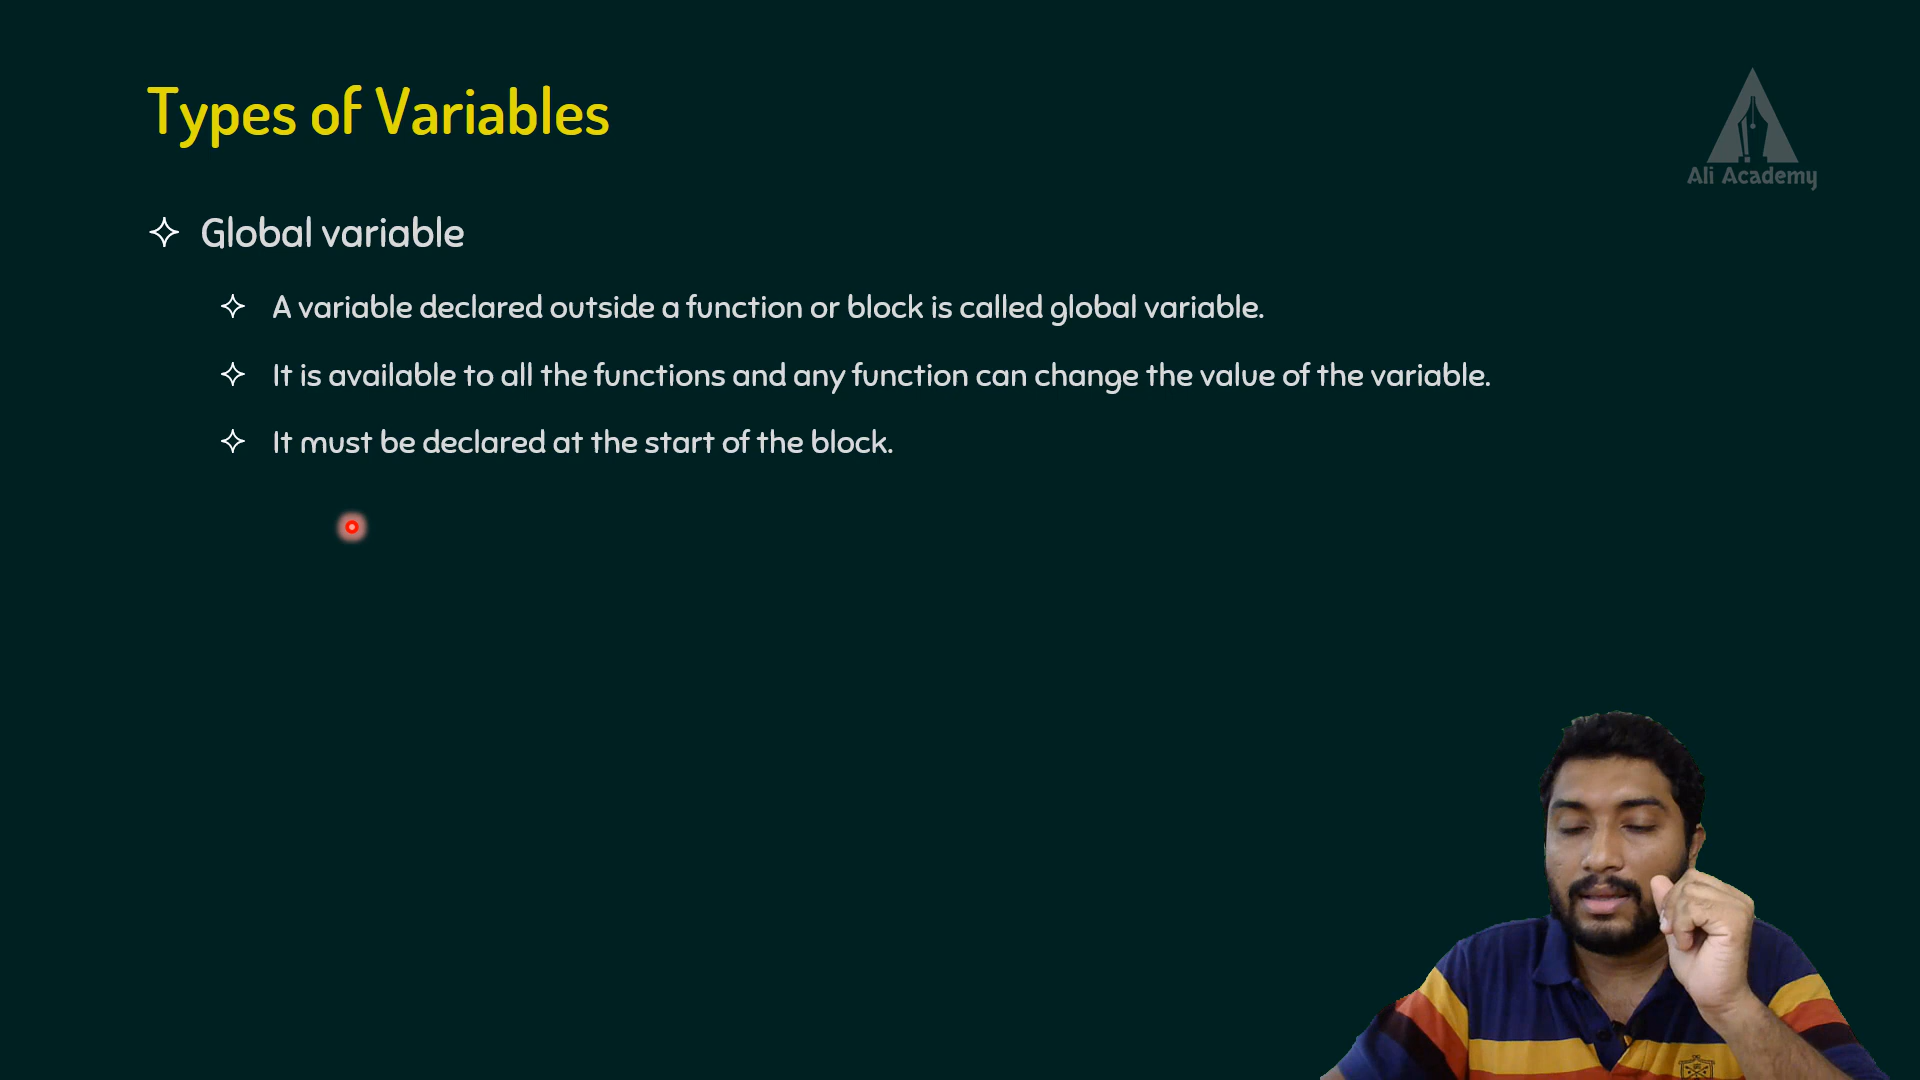 Types of Variables
Ali Academy
Global variable
A variable declared outside a function or block is called global variable.
It is available to all the functions and any function can change the value of the variable.
It must be declared at the start of the block.